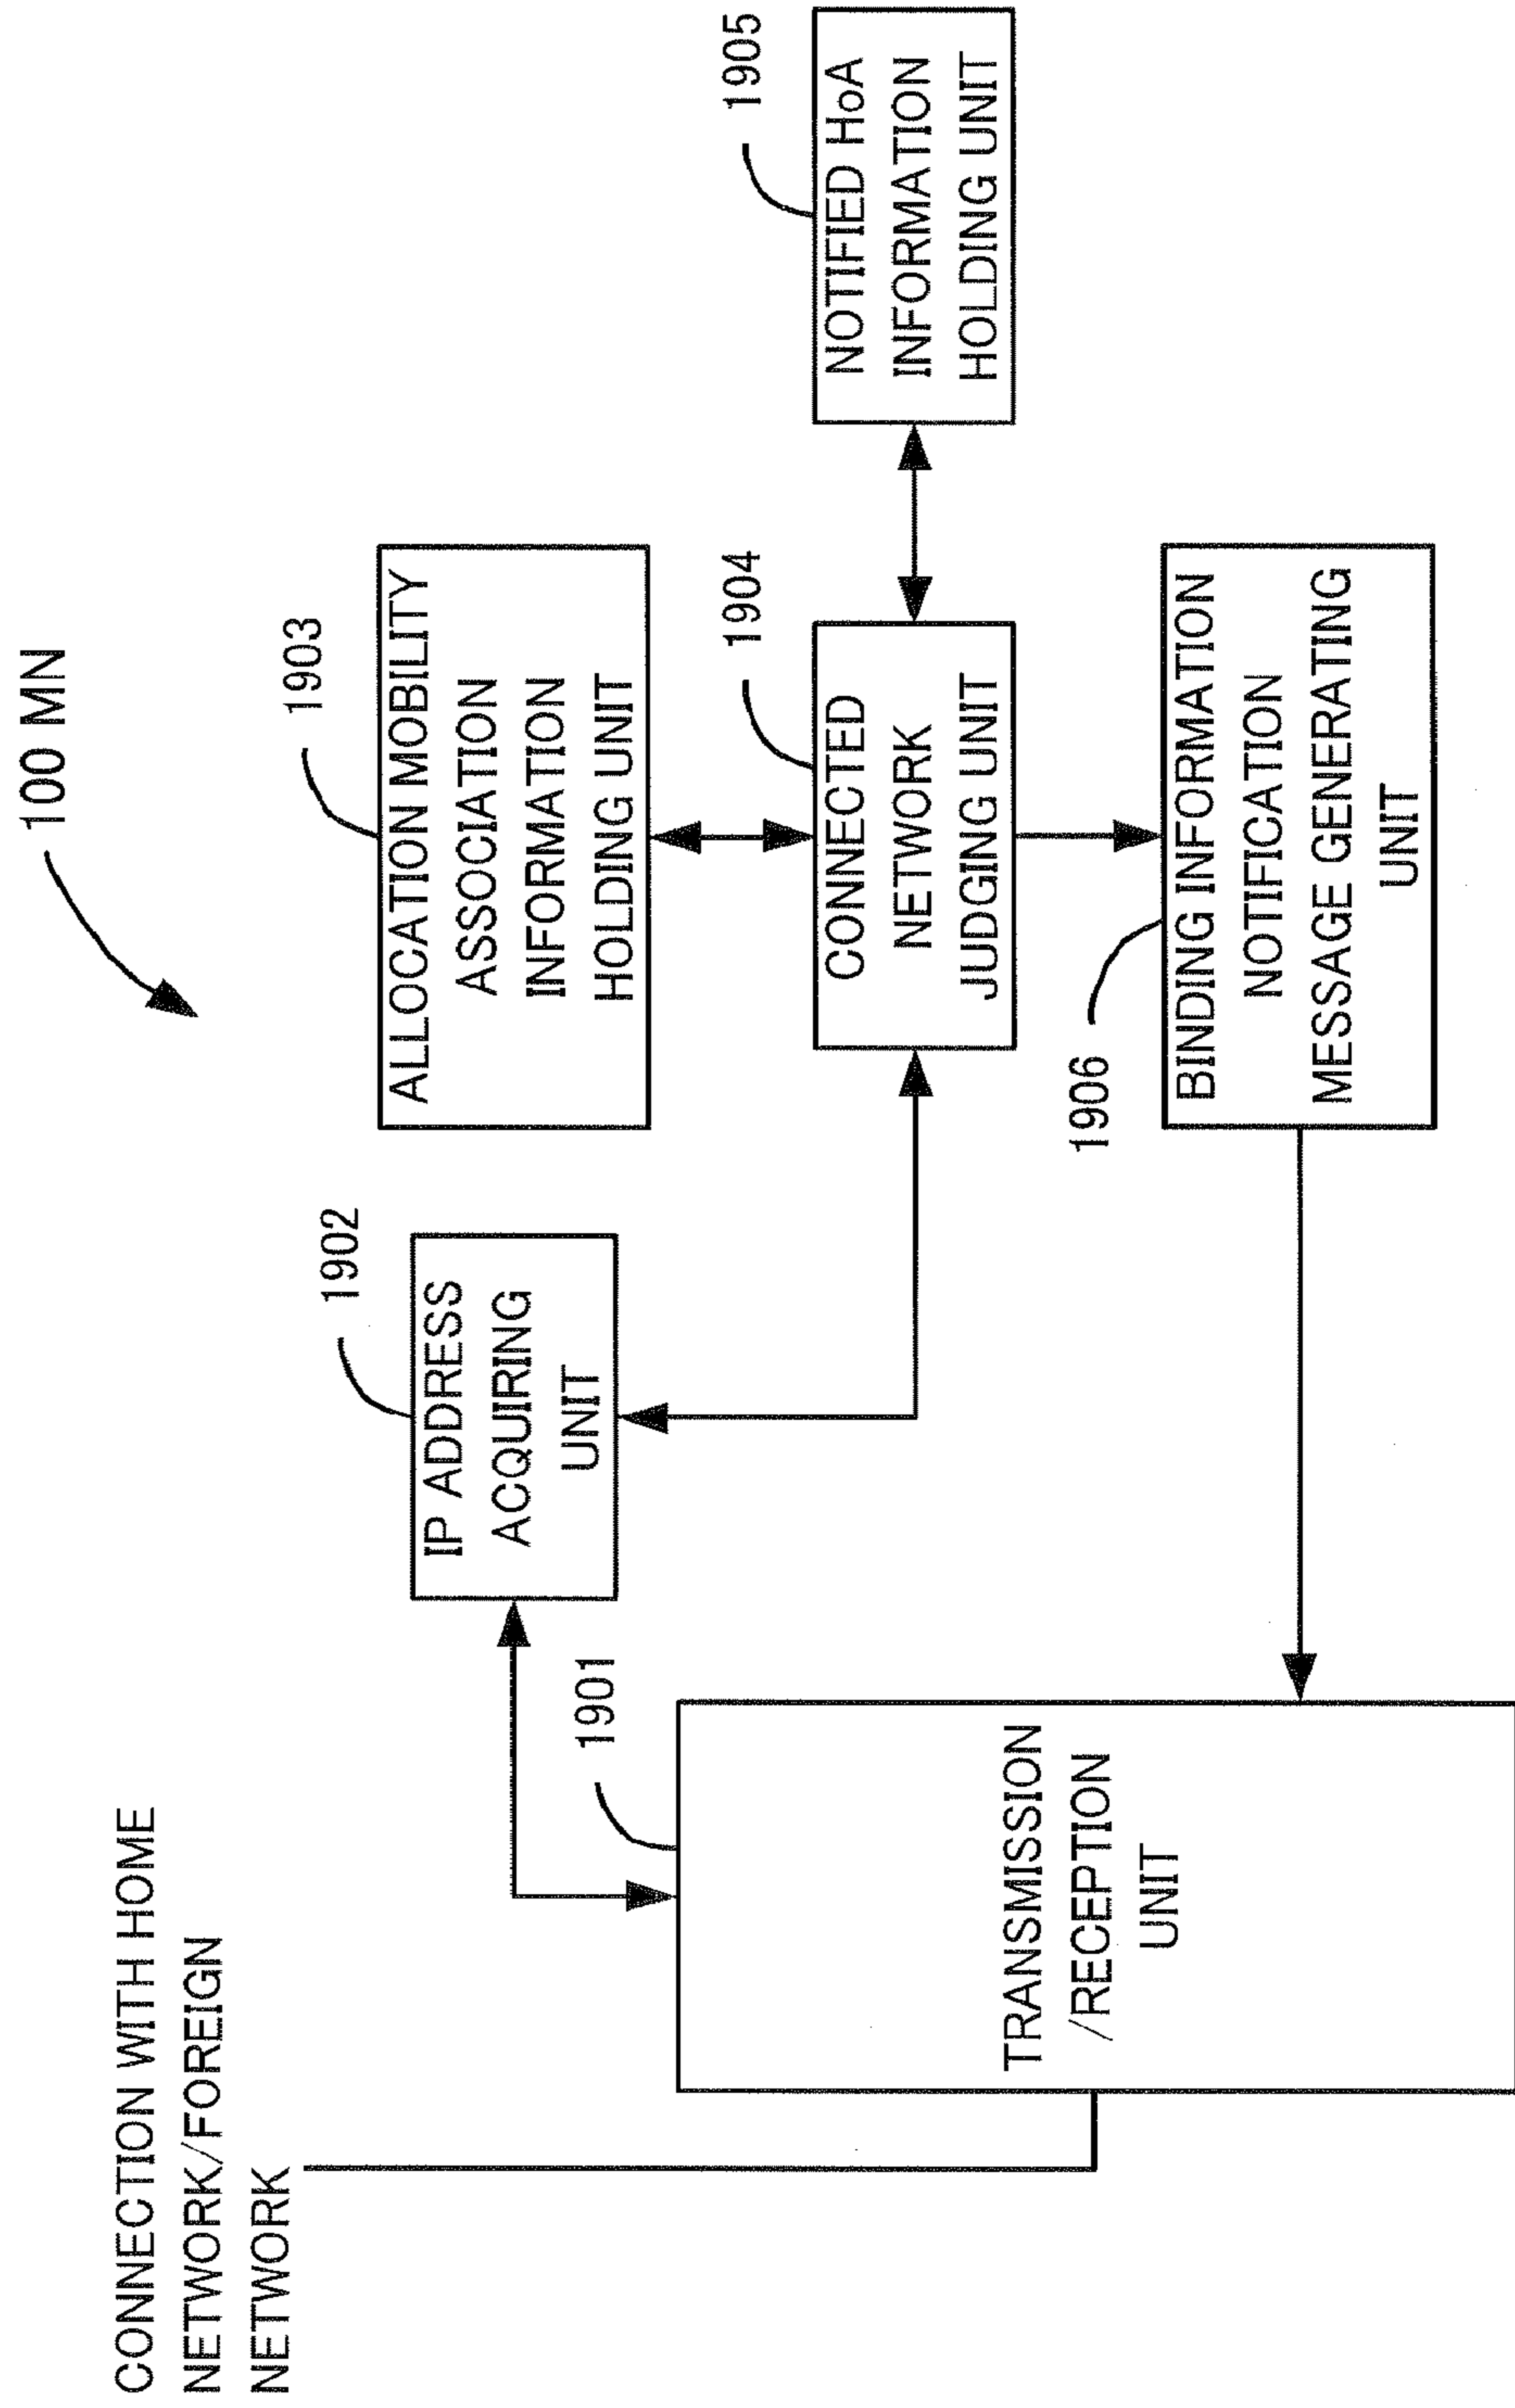 100 MN
CONNECTION WITH HOME
NETWORK/FOREIGN
NETWORK
1901
TRANSMISSION
/RECEPTION
UNIT
1902
IP ADDRESS
ACQUIRING
UNIT
1903
ALLOCATION MOBILITY
ASSOCIATION
INFORMATION
HOLDING UNIT
1904
CONNECTED
NETWORK
JUDGING UNIT
1905
NOTIFIED HoA
INFORMATION
HOLDING UNIT
1906
BINDING INFORMATION
NOTIFICATION
MESSAGE GENERATING
UNIT